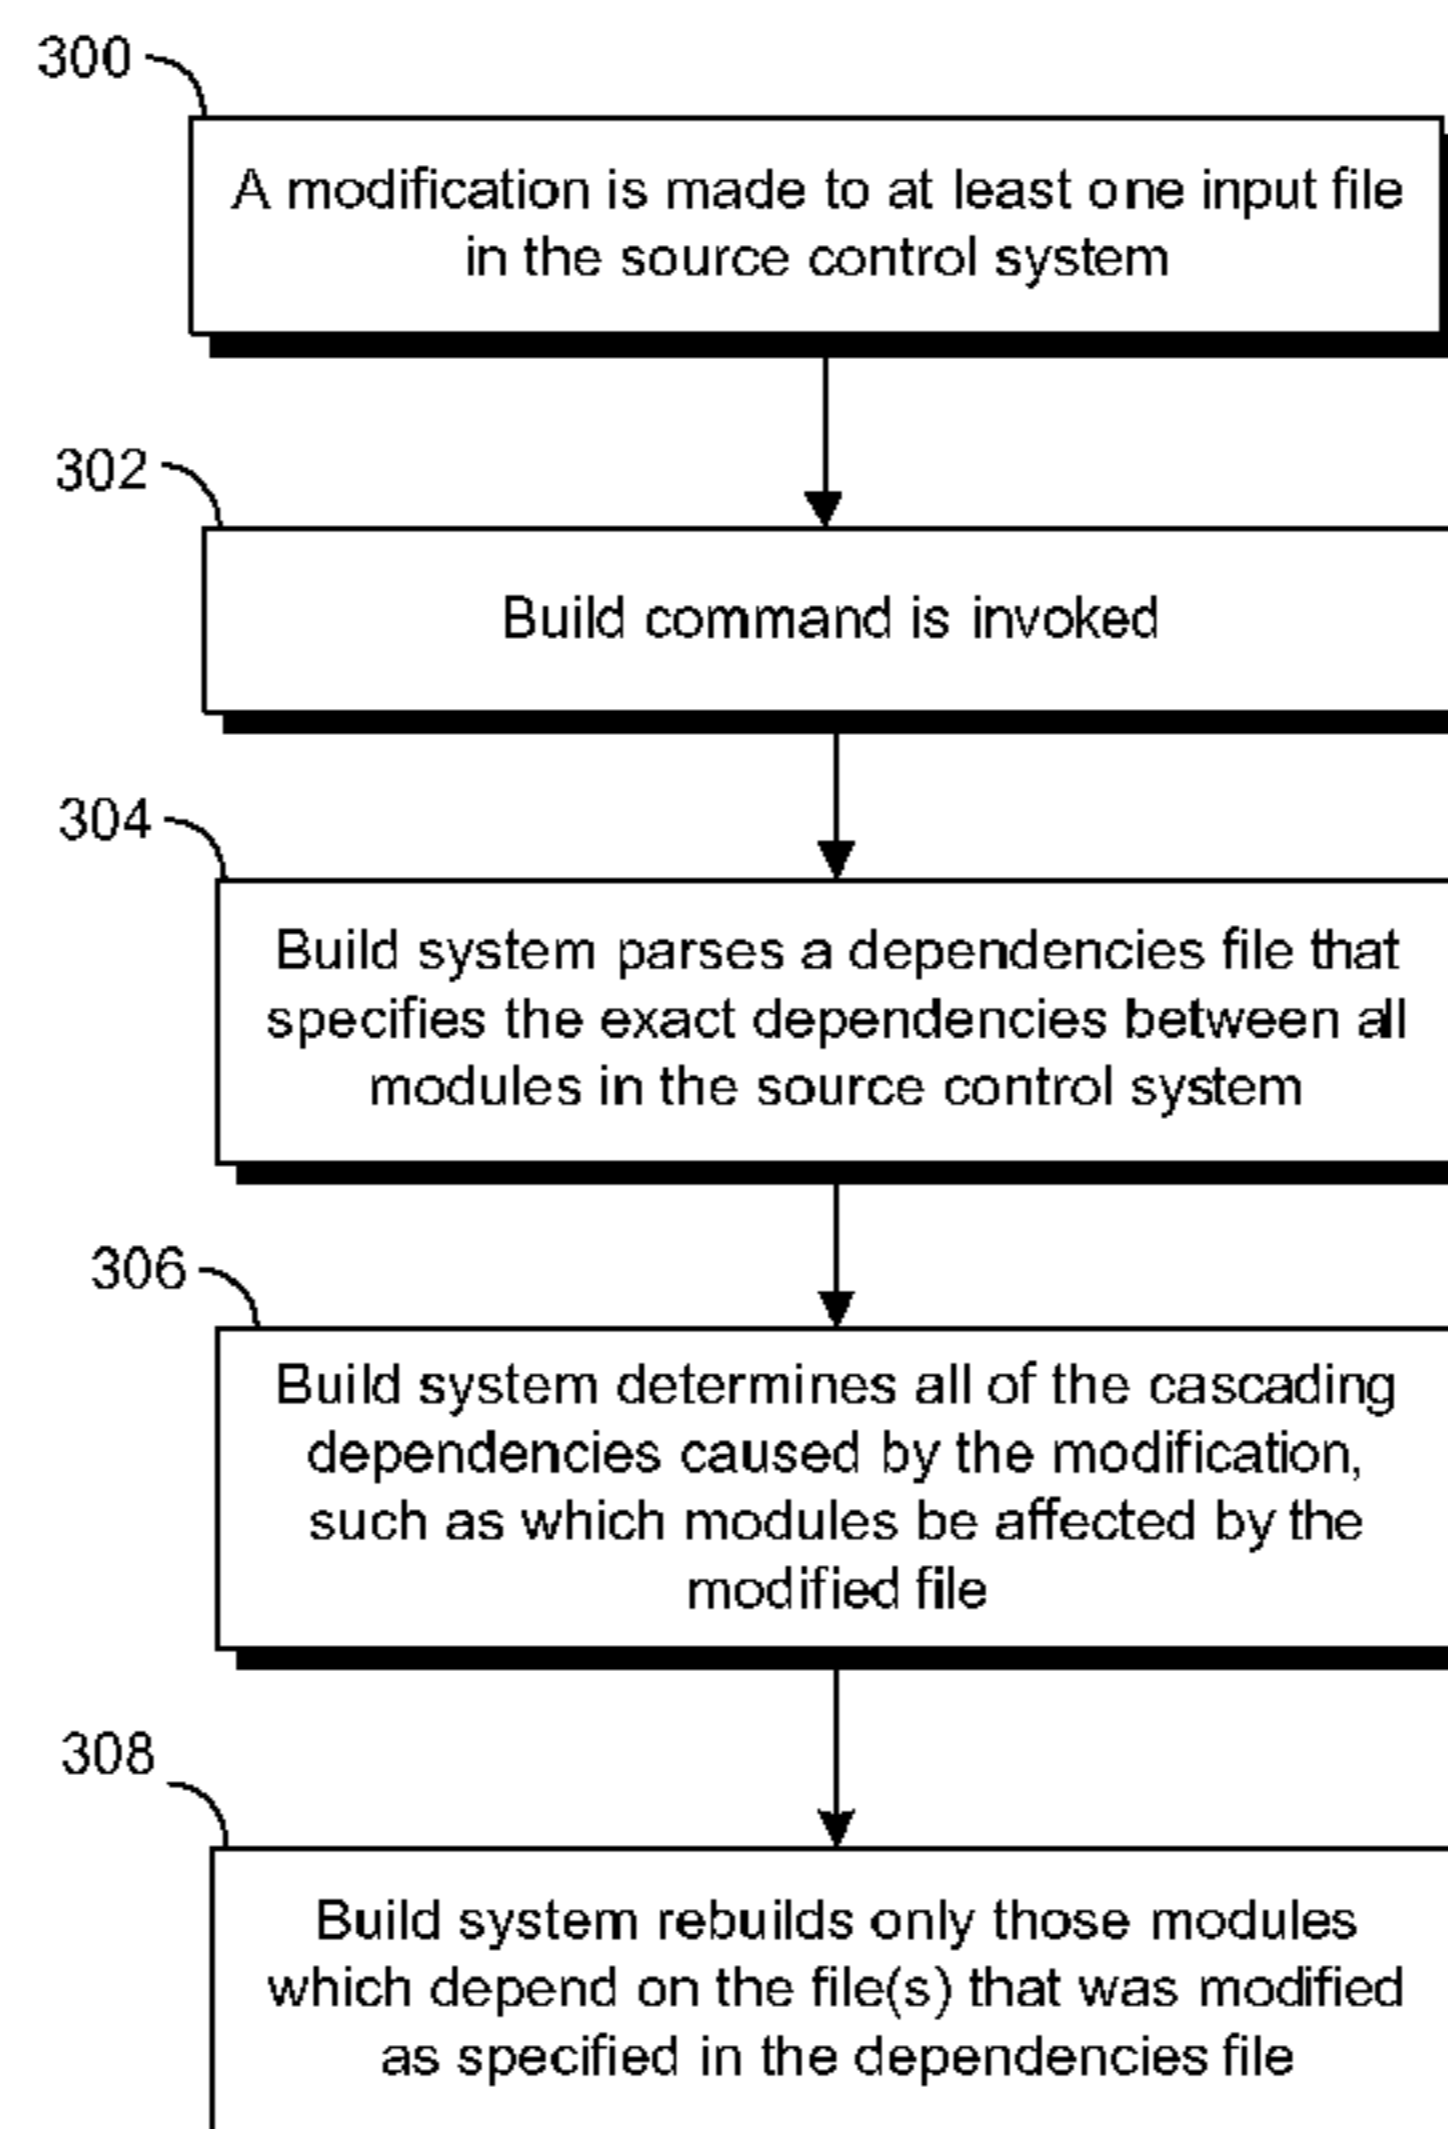 300
A modification is made to at least one input file
in the source control system
302
Build command is invoked
304
Build system parses a dependencies file that
specifies the exact dependencies between all
modules in the source control system
306
Build system determines all of the cascading
dependencies caused by the modification,
such as which modules be affected by the
modified file
308
Build system rebuilds only those modules
which depend on the file(s) that was modified
as specified in the dependencies file